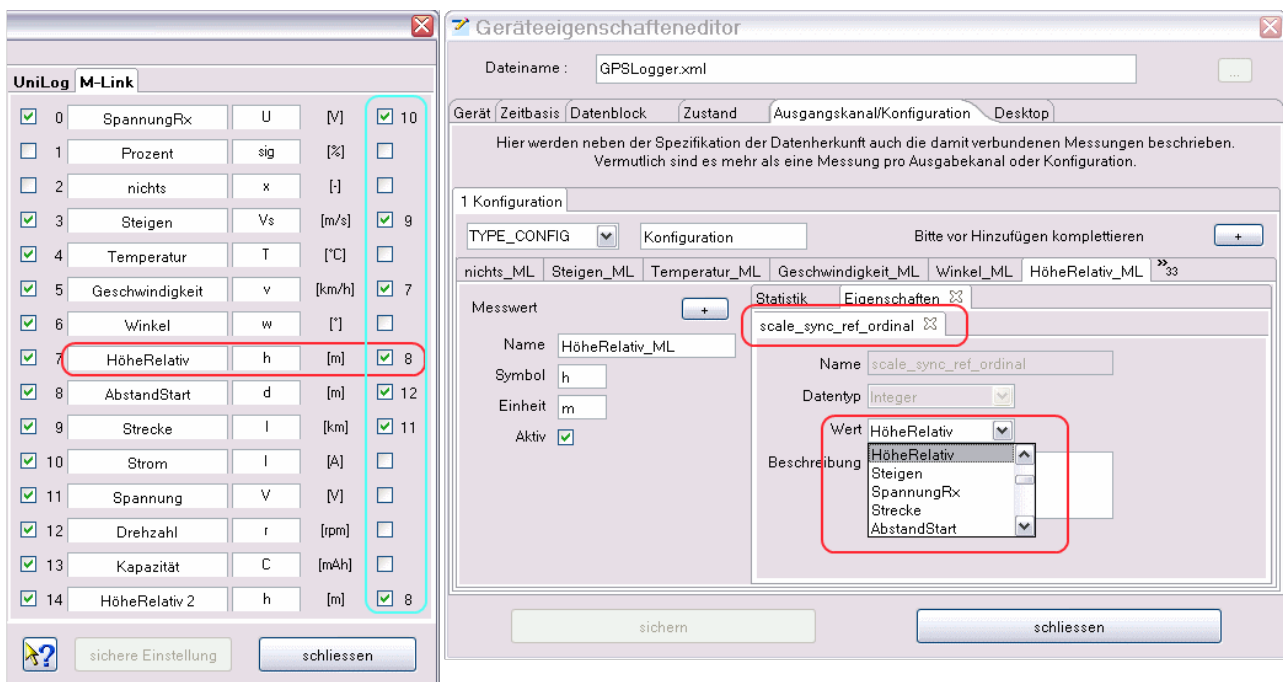 UniLog M-Link
0 SpannungRx U [V] 10
1 Prozent sig [%]
2 nichts x [-]
3 Steigen Vs [m/s] 9
4 Temperatur T [°C]
5 Geschwindigkeit v [km/h] 7
6 Winkel w [°]
7 HöheRelativ h [m] 8
8 AbstandStart d [m] 12
9 Strecke l [km] 11
10 Strom I [A]
11 Spannung V [V]
12 Drehzahl r [rpm]
13 Kapazität C [mAh]
14 HöheRelativ 2 h [m] 8
? sichere Einstellung schliessen
Geräteeigenschafteneditor
Dateiname : GPSLogger.xml ...
Gerät Zeitbasis Datenblock Zustand Ausgangskanal/Konfiguration Desktop
Hier werden neben der Spezifikation der Datenherkunft auch die damit verbundenen Messungen beschrieben.
Vermutlich sind es mehr als eine Messung pro Ausgabekanal oder Konfiguration.
1 Konfiguration
TYPE_CONFIG Konfiguration Bitte vor Hinzufügen komplettieren +
nichts_ML Steigen_ML Temperatur_ML Geschwindigkeit_ML Winkel_ML HöheRelativ_ML »33
Messwert +
Name HöheRelativ_ML
Symbol h
Einheit m
Aktiv
Statistik Eigenschaften
scale_sync_ref_ordinal
Name scale_sync_ref_ordinal
Datentyp Integer
Wert HöheRelativ
Beschreibung
HöheRelativ
Steigen
SpannungRx
Strecke
AbstandStart
sichern schliessen